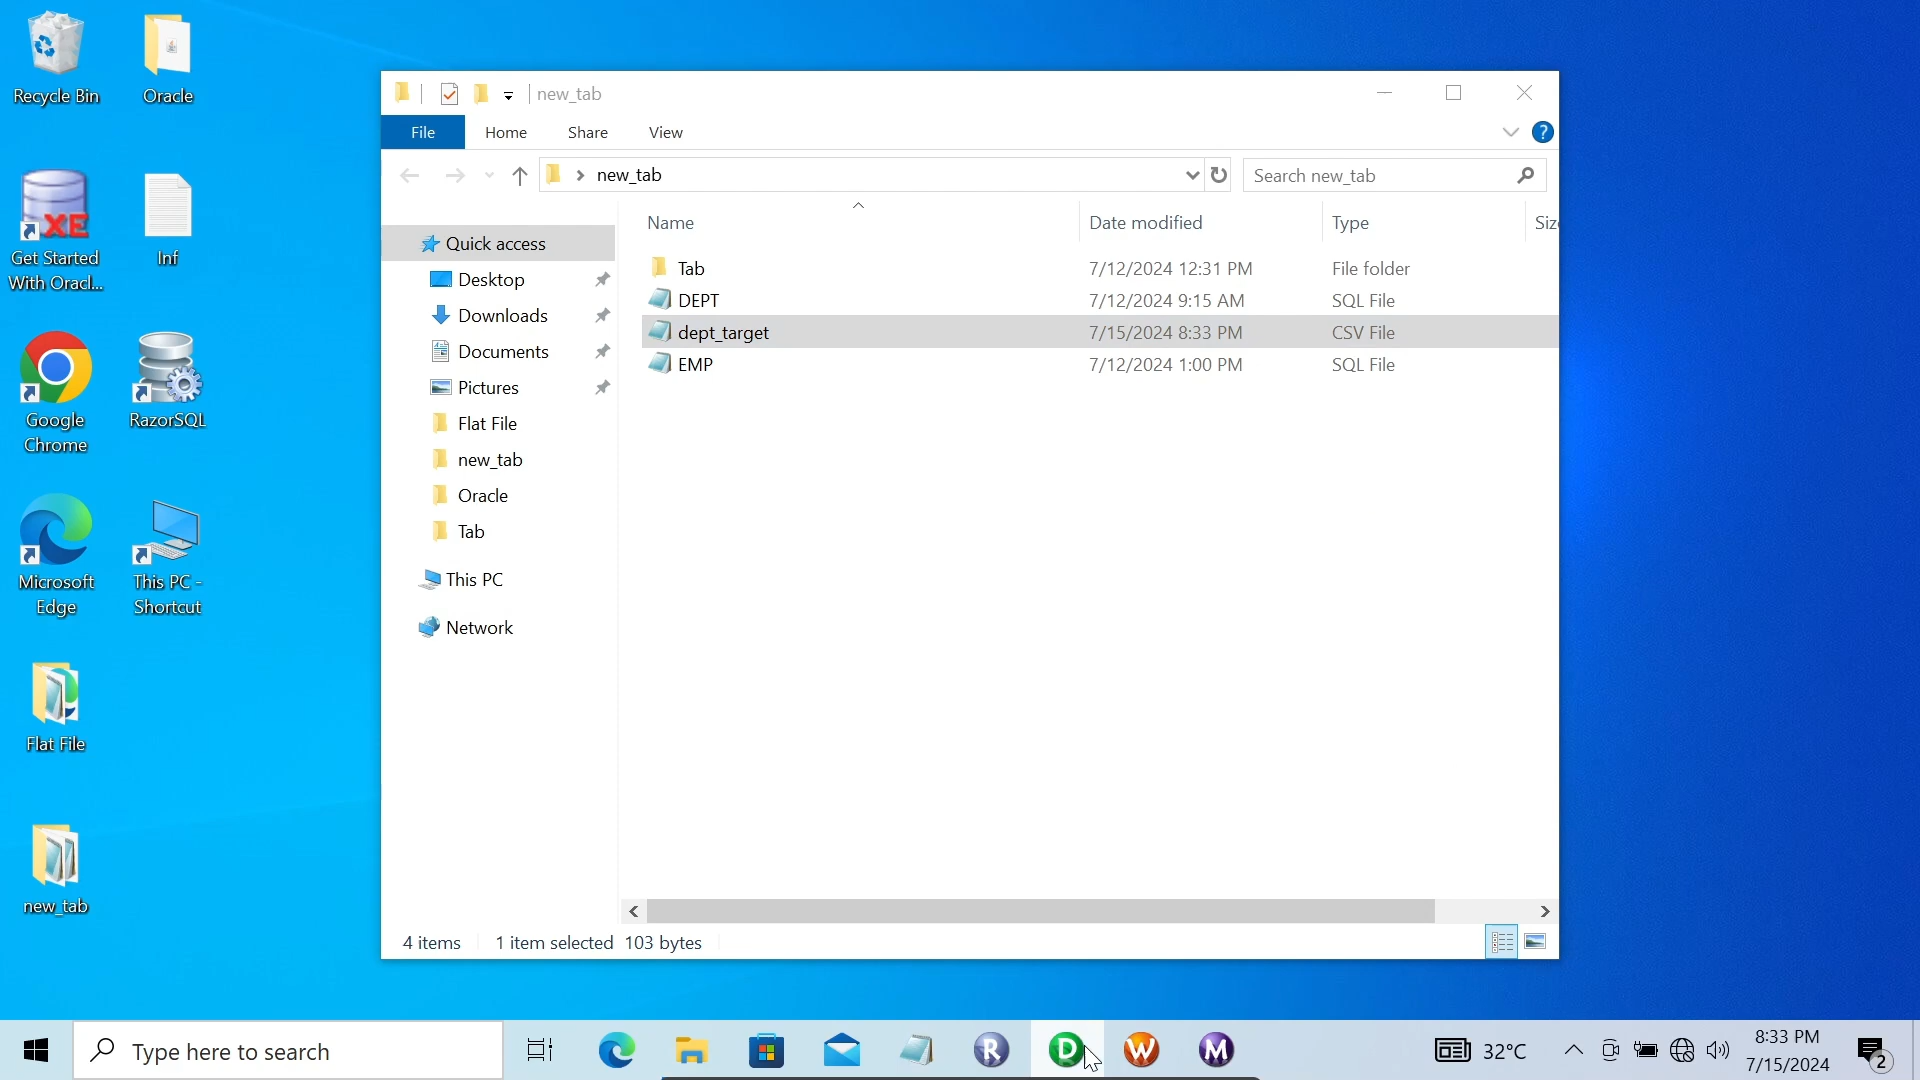 Recycle Bin
Oracle
Get Started
With Oracl...
XE
Inf
Google
Chrome
RazorSQL
Microsoft
Edge
This PC -
Shortcut
Flat File
new_tab
new_tab
File
Home
Share
View
?
new_tab
Search new_tab
Name
Date modified
Type
Siz
Quick access
Desktop
Downloads
Documents
Pictures
Flat File
new_tab
Oracle
Tab
This PC
Network
Tab 7/12/2024 12:31 PM File folder
DEPT 7/12/2024 9:15 AM SQL File
dept_target 7/15/2024 8:33 PM CSV File
EMP 7/12/2024 1:00 PM SQL File
4 items 1 item selected 103 bytes
Type here to search
R
D
W
M
32°C
8:33 PM
7/15/2024
2